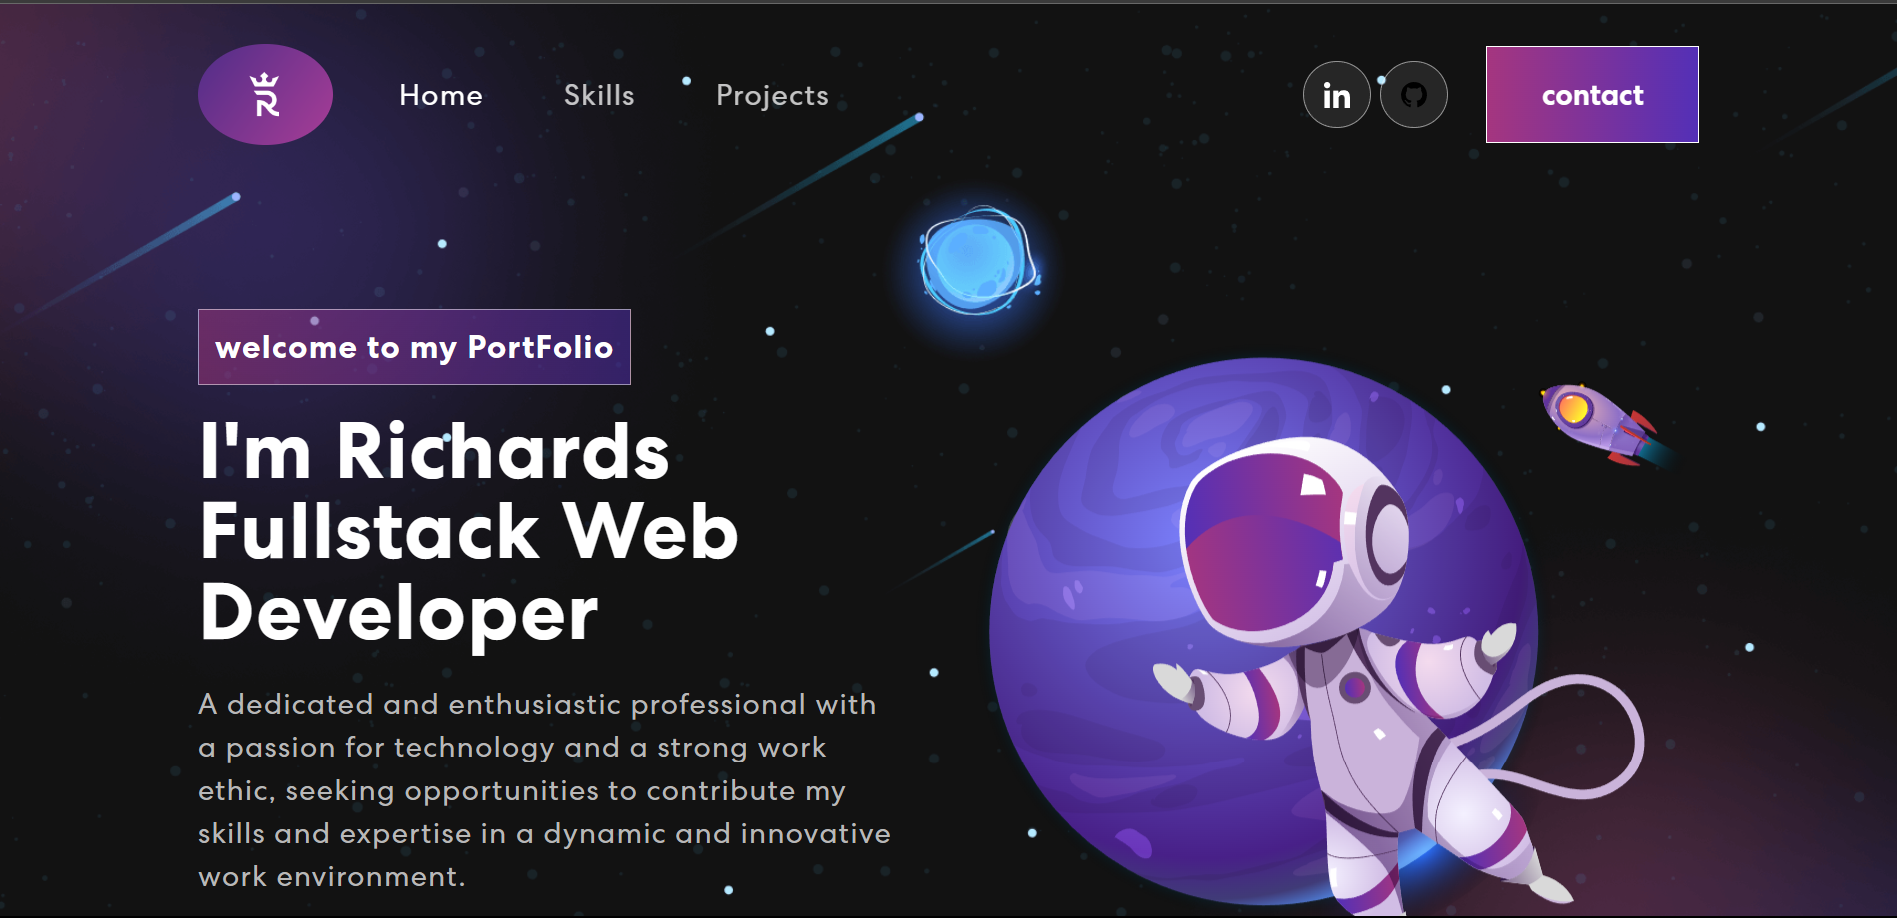 R
Home Skills Projects in contact
welcome to my PortFolio
I'm Richards
Fullstack Web
Developer
A dedicated and enthusiastic professional with
a passion for technology and a strong work
ethic, seeking opportunities to contribute my
skills and expertise in a dynamic and innovative
work environment.